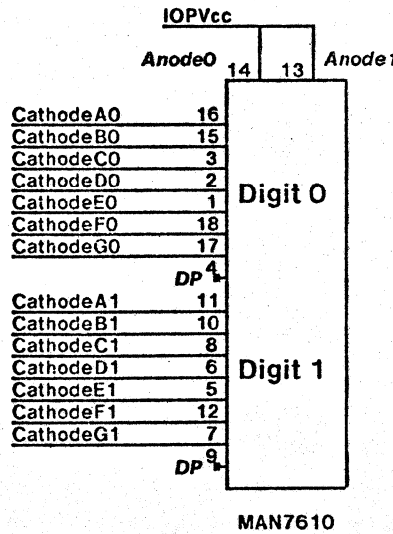 IOPVcc
Anode0 14 13 Anode1
CathodeA0 16
CathodeB0 15
CathodeC0 3
CathodeD0 2
CathodeE0 1
CathodeF0 18
CathodeG0 17
Digit 0
DP 4
CathodeA1 11
CathodeB1 10
CathodeC1 8
CathodeD1 6
CathodeE1 5
CathodeF1 12
CathodeG1 7
Digit 1
DP 9
MAN7610